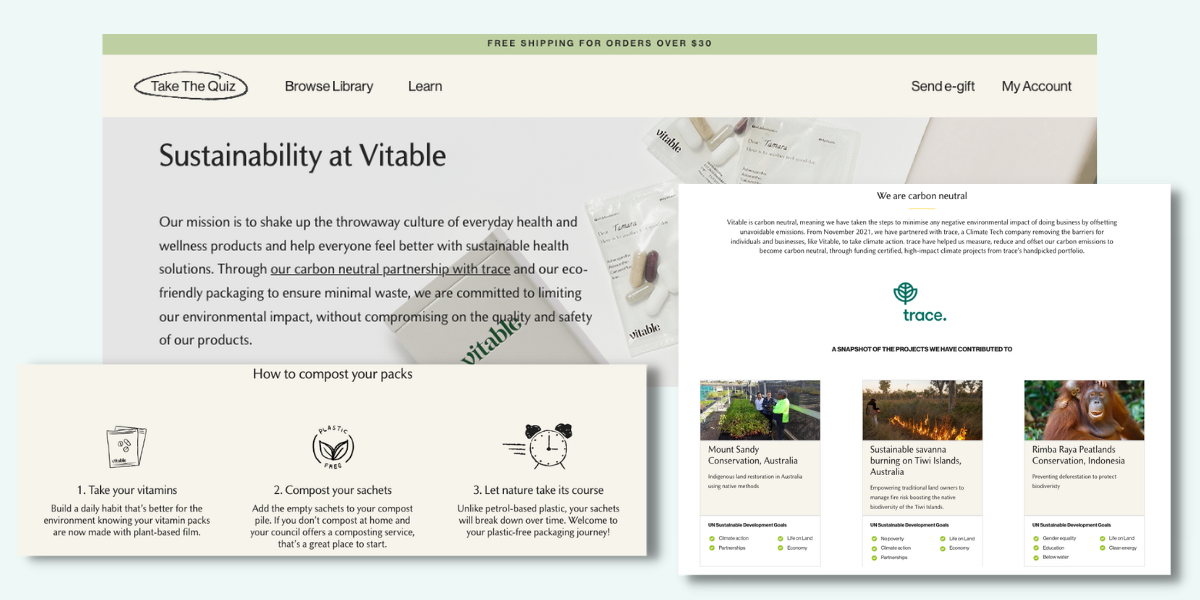 FREE SHIPPING FOR ORDERS OVER $30
Take The Quiz
Browse Library
Learn
Send e-gift
My Account
Sustainability at Vitable
Our mission is to shake up the throwaway culture of everyday health and
wellness products and help everyone feel better with sustainable health
solutions. Through our carbon neutral partnership with trace and our eco-
friendly packaging to ensure minimal waste, we are committed to limiting
our environmental impact, without compromising on the quality and safety
of our products.
vitable
Dear Tamara
Dear Tamara
vitable
vitable
How to compost your packs
vitable
1. Take your vitamins
Build a daily habit that's better for the
environment knowing your vitamin packs
are now made with plant-based film.
PLASTIC
FREE
2. Compost your sachets
Add the empty sachets to your compost
pile. If you don't compost at home and
your council offers a composting service,
that's a great place to start.
3. Let nature take its course
Unlike petrol-based plastic, your sachets
will break down over time. Welcome to
your plastic-free packaging journey!
We are carbon neutral
Vitable is carbon neutral, meaning we have taken the steps to minimise any negative environmental impact of doing business by offsetting
unavoidable emissions. From November 2021, we have partnered with trace, a Climate Tech company removing the barriers for
individuals and businesses, like Vitable, to take climate action. trace have helped us measure, reduce and offset our carbon emissions to
become carbon neutral, through funding certified, high-impact climate projects from trace's handpicked portfolio.
trace.
A SNAPSHOT OF THE PROJECTS WE HAVE CONTRIBUTED TO
Mount Sandy
Conservation, Australia
Indigenous land restoration in Australia
using native methods
UN Sustainable Development Goals
Climate action
Life on Land
Partnerships
Economy
Sustainable savanna
burning on Tiwi Islands,
Australia
Empowering traditional land owners to
manage fire risk boosting the native
biodiversity of the Tiwi Islands.
UN Sustainable Development Goals
No poverty
Life on Land
Climate action
Economy
Partnerships
Rimba Raya Peatlands
Conservation, Indonesia
Preventing deforestation to protect
biodiversity
UN Sustainable Development Goals
Gender equality
Life on Land
Education
Clean energy
Below water